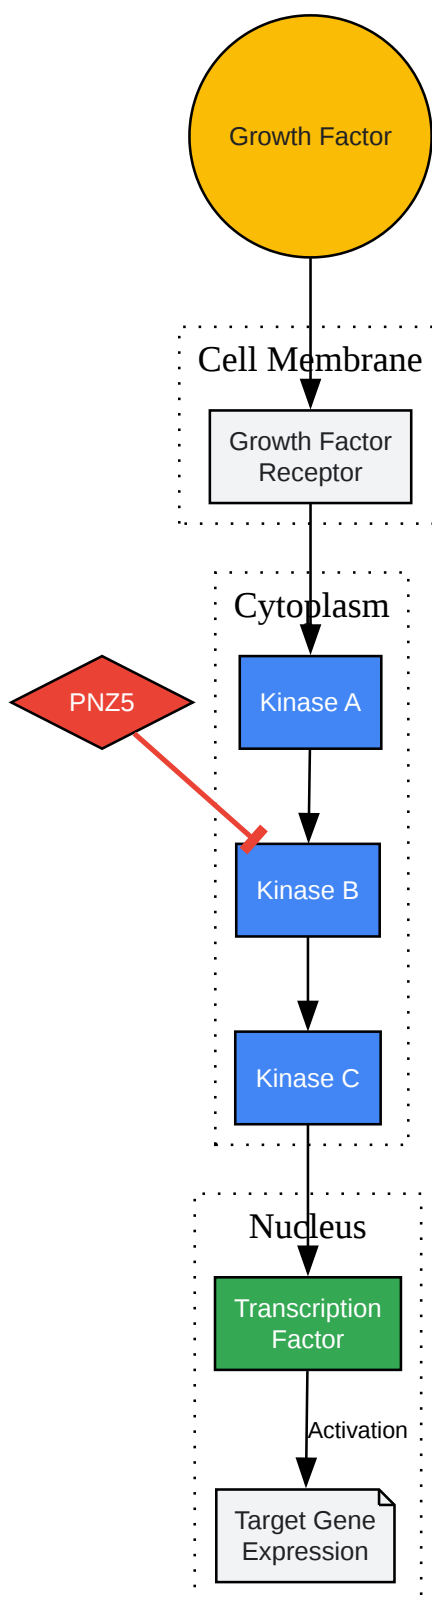 Growth Factor
Cell Membrane
Growth Factor
Receptor
Cytoplasm
PNZ5
Kinase A
Kinase B
Kinase C
Nucleus
Transcription
Factor
Activation
Target Gene
Expression